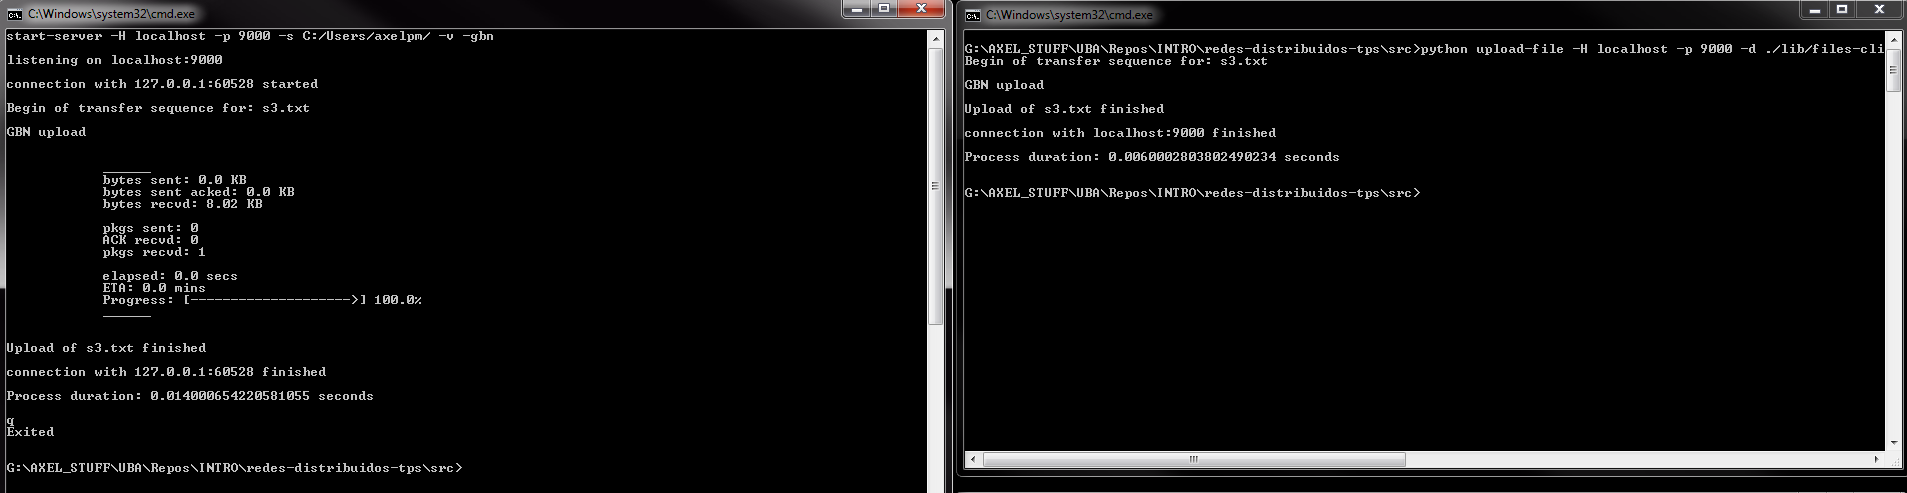 C:\Windows\system32\cmd.exe
start-server -H localhost -p 9000 -s C:/Users/axelpm/ -v -gbn
listening on localhost:9000
connection with 127.0.0.1:60528 started
Begin of transfer sequence for: s3.txt
GBN upload
______
bytes sent: 0.0 KB
bytes sent acked: 0.0 KB
bytes recvd: 8.02 KB
pkgs sent: 0
ACK recvd: 0
pkgs recvd: 1
elapsed: 0.0 secs
ETA: 0.0 mins
Progress: [-------------------->] 100.0%
______
Upload of s3.txt finished
connection with 127.0.0.1:60528 finished
Process duration: 0.014000654220581055 seconds
q
Exited
G:\AXEL_STUFF\UBA\Repos\INTRO\redes-distribuidos-tps\src>
C:\Windows\system32\cmd.exe
G:\AXEL_STUFF\UBA\Repos\INTRO\redes-distribuidos-tps\src>python upload-file -H localhost -p 9000 -d ./lib/files-cli
Begin of transfer sequence for: s3.txt
GBN upload
Upload of s3.txt finished
connection with localhost:9000 finished
Process duration: 0.0060002803802490234 seconds
G:\AXEL_STUFF\UBA\Repos\INTRO\redes-distribuidos-tps\src>